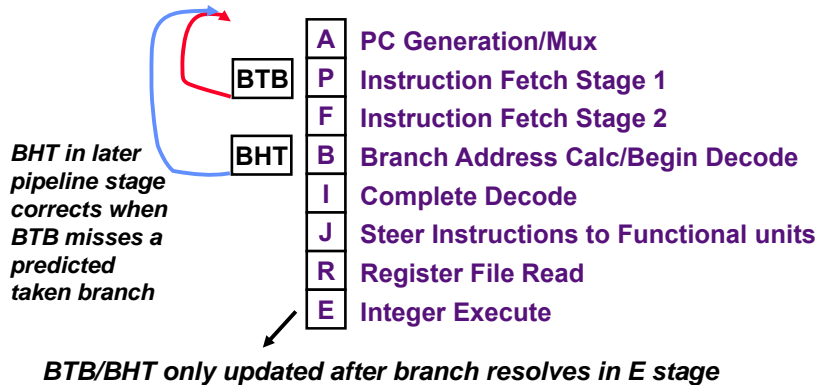 A PC Generation/Mux
BTB P Instruction Fetch Stage 1
F Instruction Fetch Stage 2
BHT B Branch Address Calc/Begin Decode
I Complete Decode
J Steer Instructions to Functional units
R Register File Read
E Integer Execute
BHT in later
pipeline stage
corrects when
BTB misses a
predicted
taken branch
BTB/BHT only updated after branch resolves in E stage